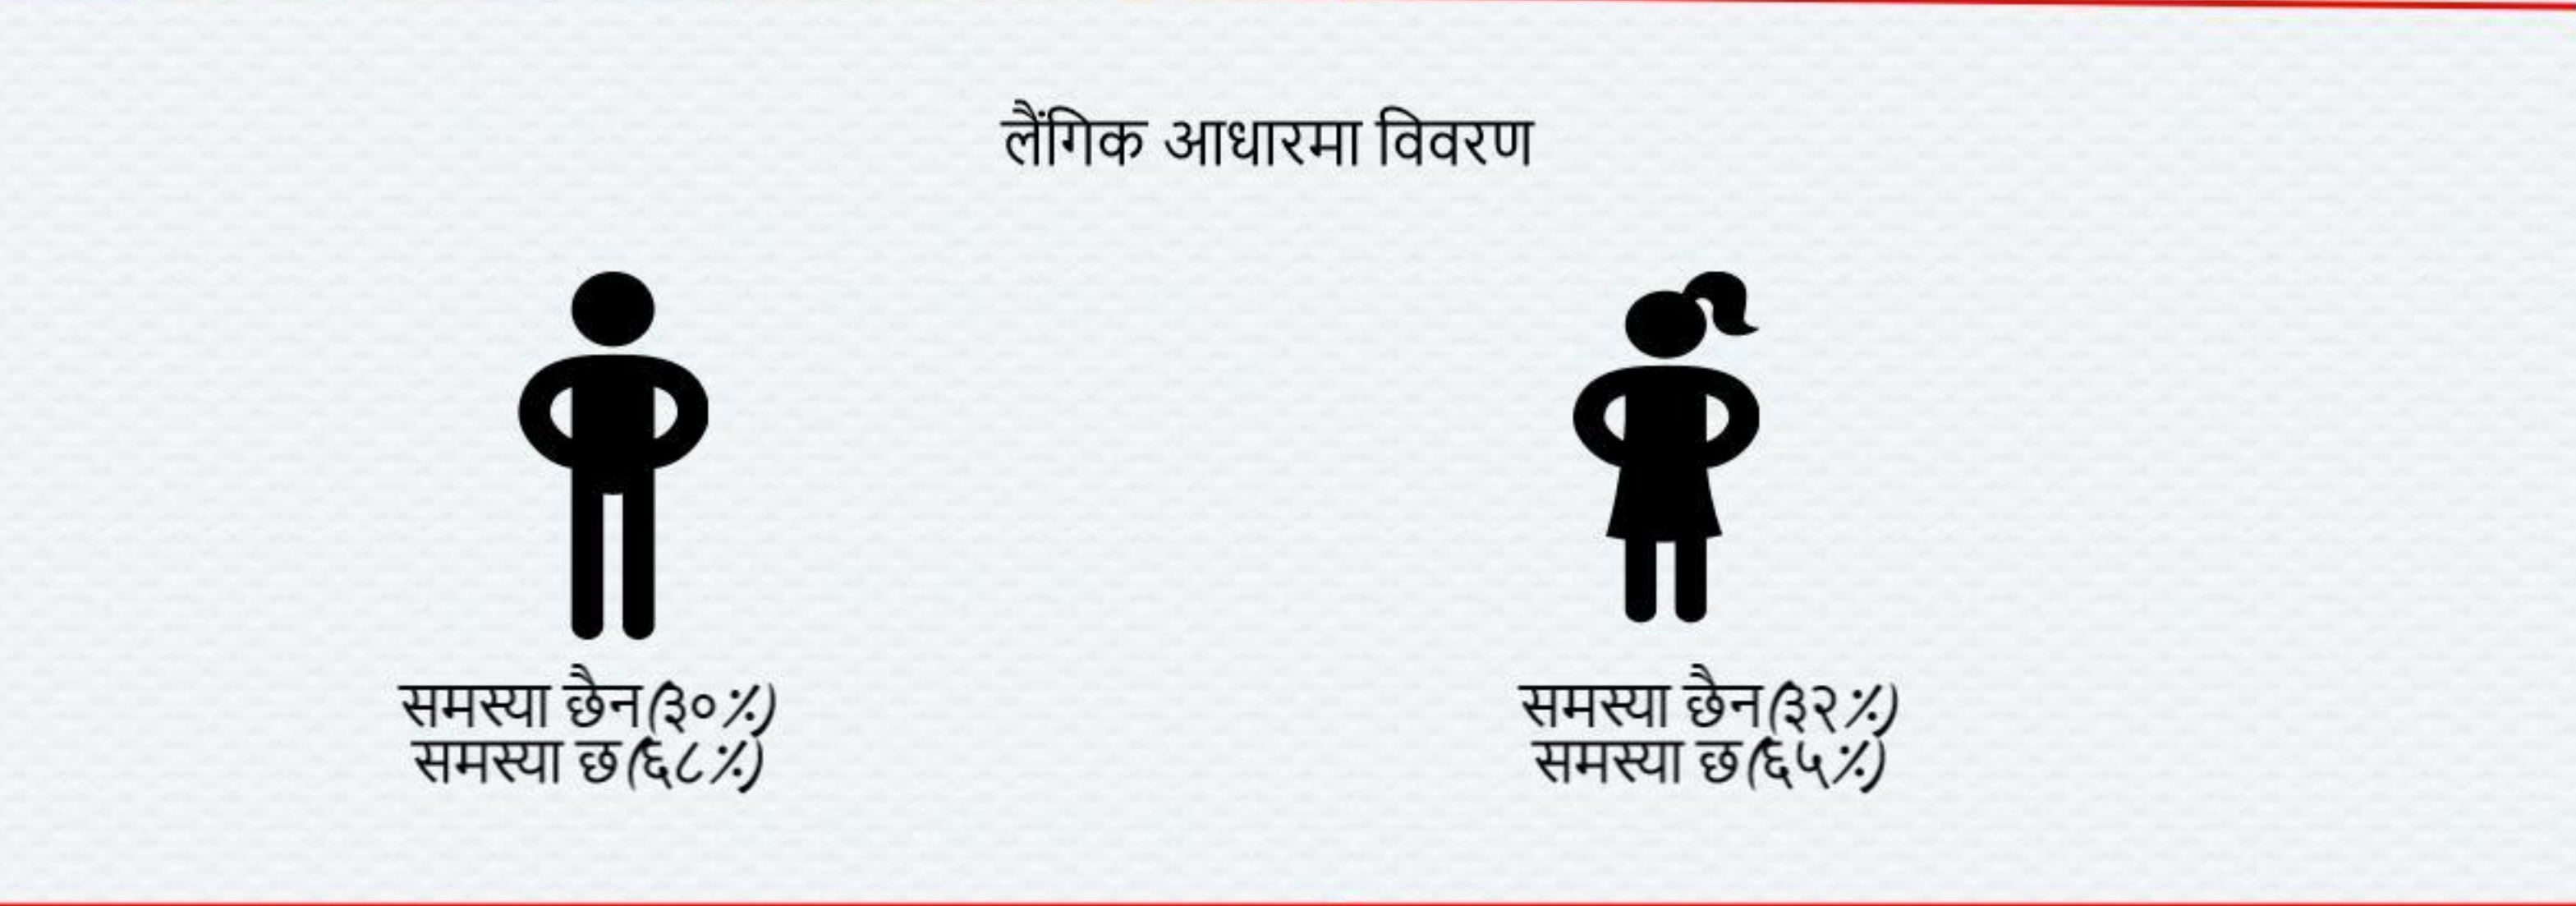 लैंगिक आधारमा विवरण
समस्या छैन(३०%)
समस्या छ(६८%)
समस्या छैन(३२%)
समस्या छ(६५%)